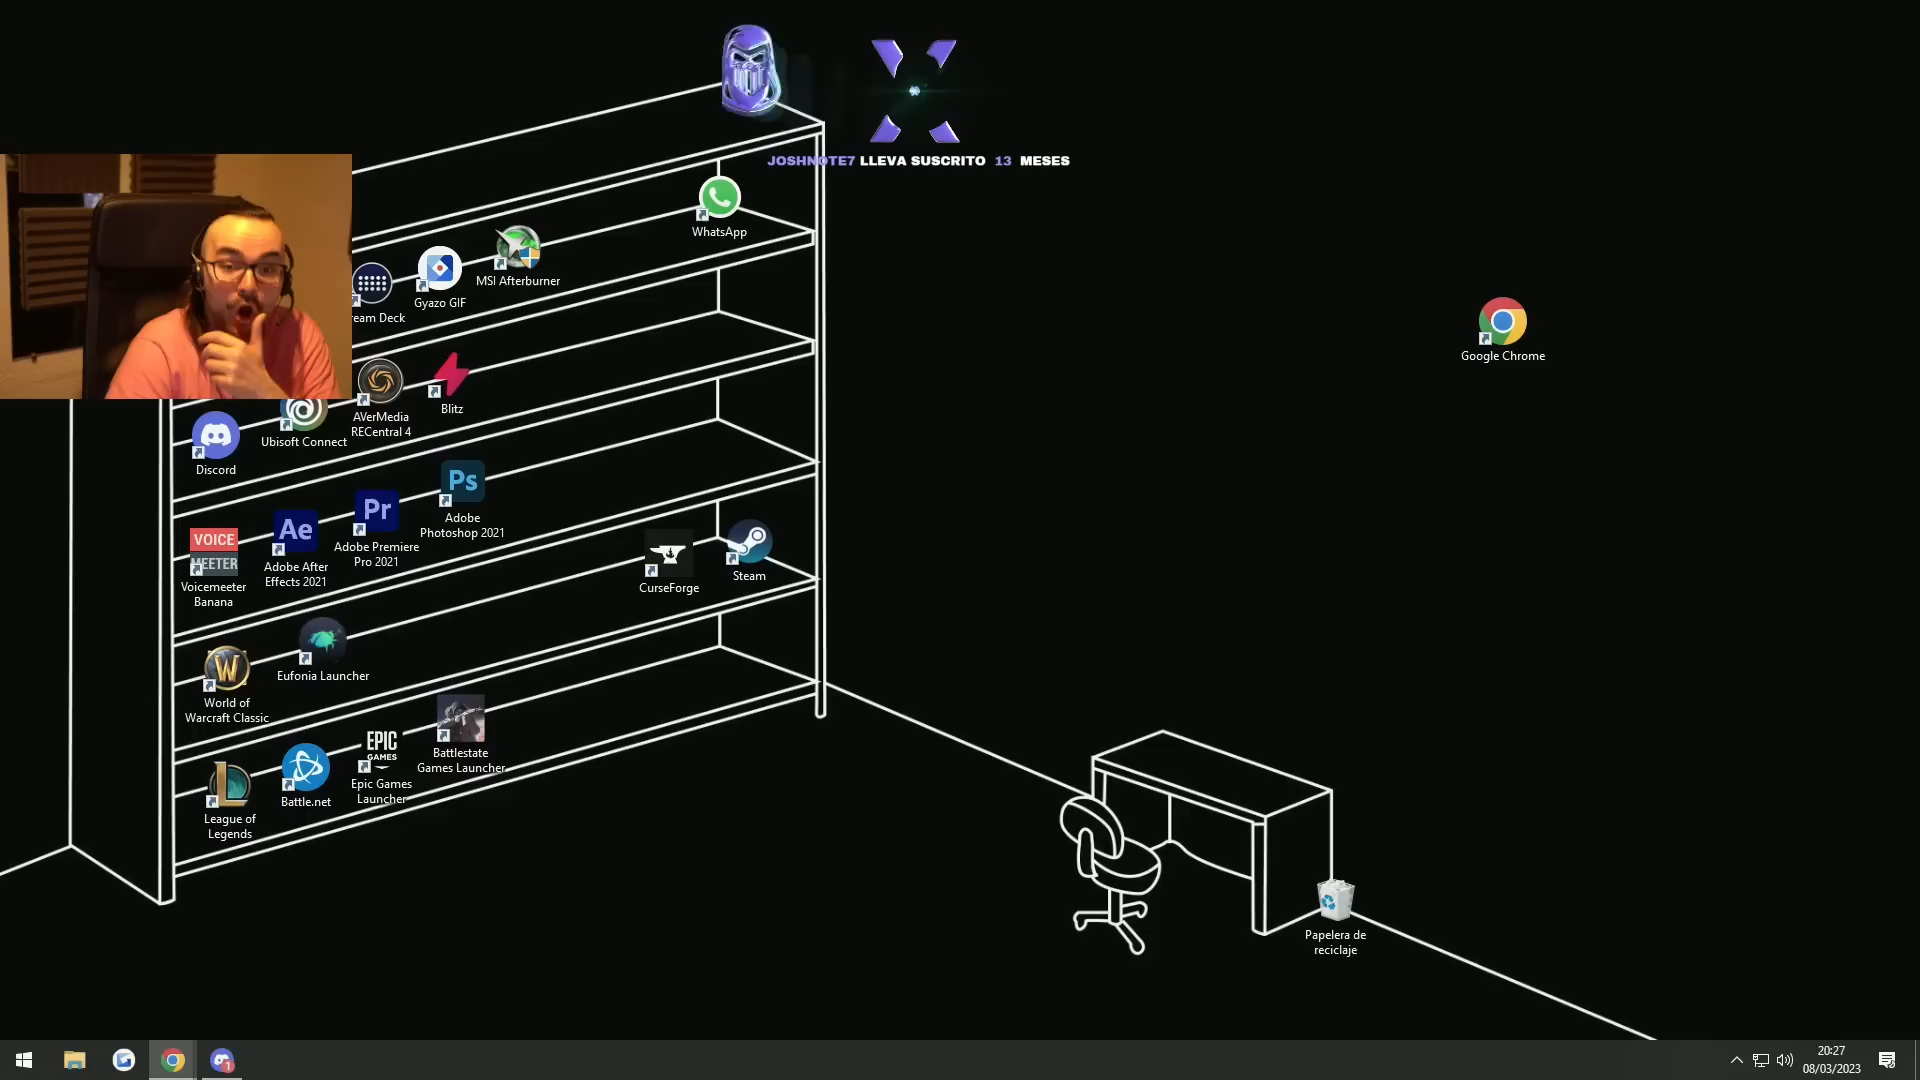 JOSHNOTE7 LLEVA SUSCRITO 13 MESES
WhatsApp
MSI Afterburner
Gyazo GIF
ream Deck
Google Chrome
Blitz
AVerMedia
RECentral 4
Ubisoft Connect
Discord
Ps
Adobe
Photoshop 2021
Pr
Adobe Premiere
Pro 2021
Ae
Adobe After
Effects 2021
VOICE
MEETER
Voicemeeter
Banana
CurseForge
Steam
Eufonia Launcher
W
World of
Warcraft Classic
Battlestate
Games Launcher
EPIC
GAMES
Epic Games
Launcher
Battle.net
L
League of
Legends
Papelera de
reciclaje
1
20:27
08/03/2023